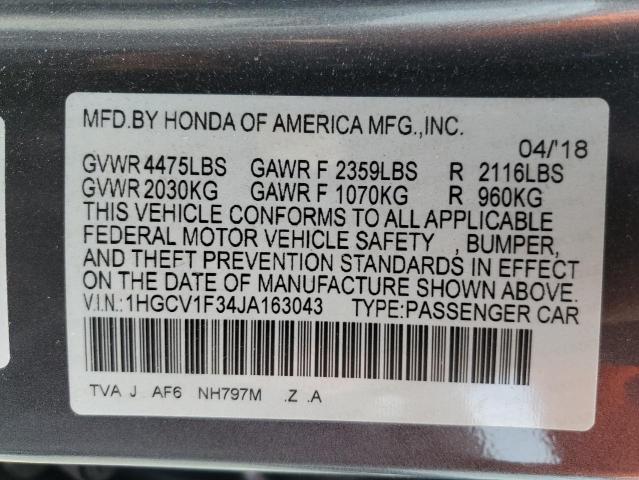 MFD.BY HONDA OF AMERICA MFG.,INC.
04/'18
GVWR 4475LBS GAWR F 2359LBS R 2116LBS
GVWR 2030KG GAWR F 1070KG R 960KG
THIS VEHICLE CONFORMS TO ALL APPLICABLE
FEDERAL MOTOR VEHICLE SAFETY , BUMPER,
AND THEFT PREVENTION STANDARDS IN EFFECT
ON THE DATE OF MANUFACTURE SHOWN ABOVE.
V.I.N.:1HGCV1F34JA163043 TYPE:PASSENGER CAR
TVA J AF6 NH797M .Z .A